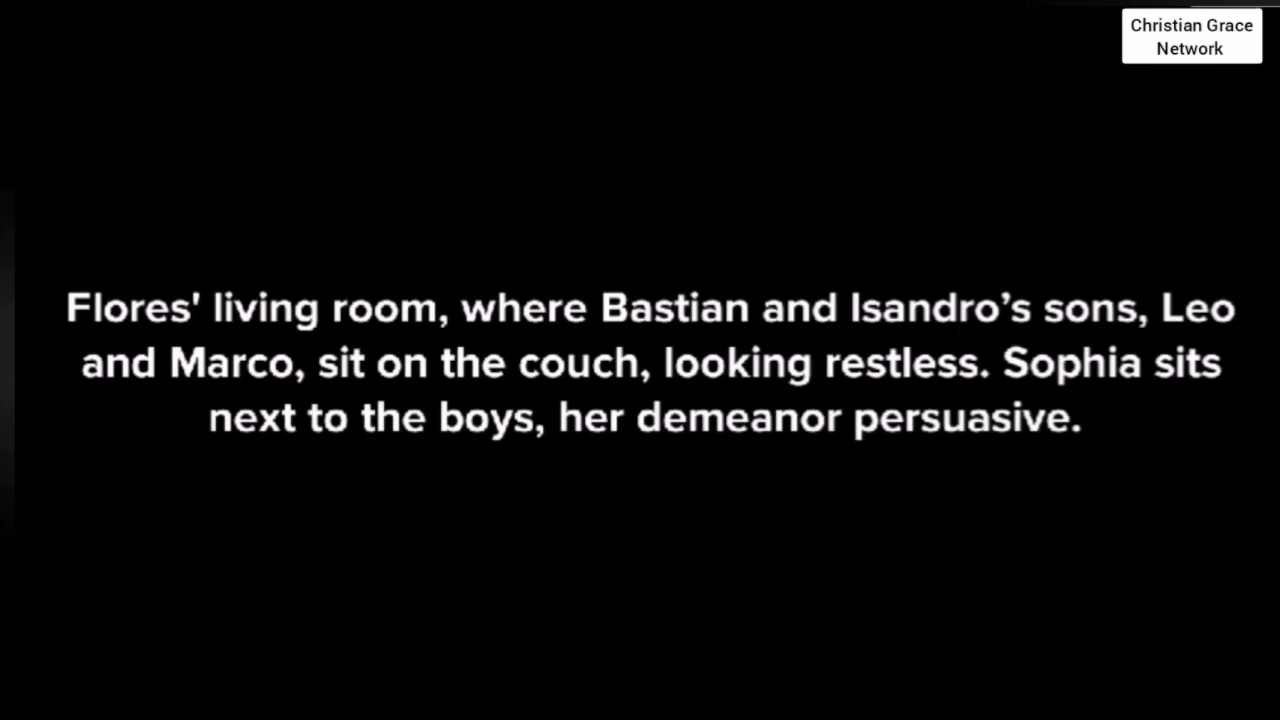 Christian Grace
Network
Flores' living room, where Bastian and Isandro’s sons, Leo
and Marco, sit on the couch, looking restless. Sophia sits
next to the boys, her demeanor persuasive.